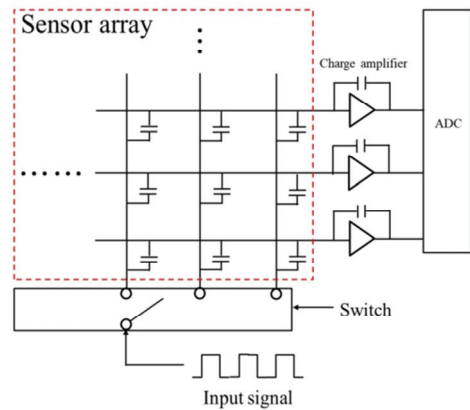 Sensor array
Charge amplifier
ADC
Switch
Input signal